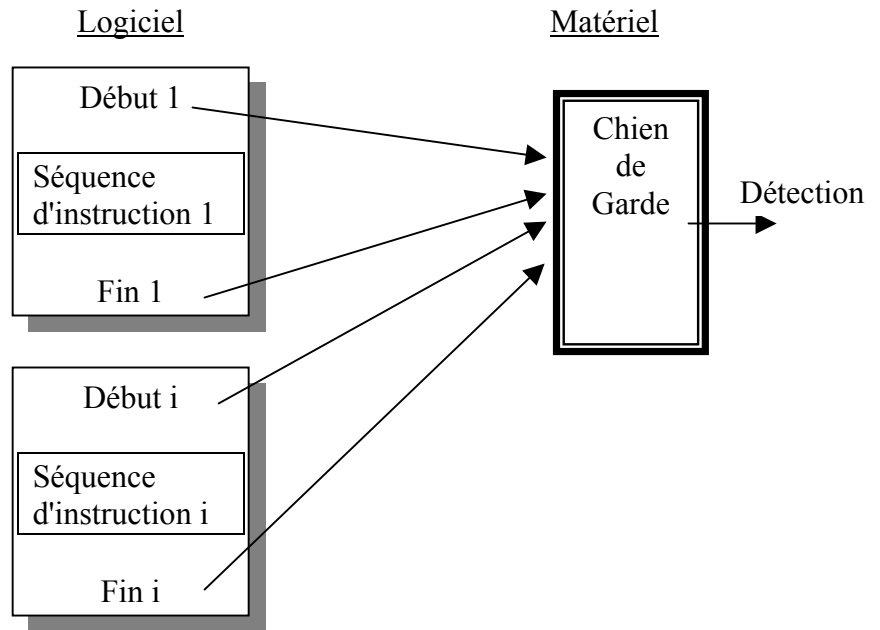 Logiciel
Matériel
Début 1
Séquence
d'instruction 1
Fin 1
Chien
de
Garde
Détection
Début i
Séquence
d'instruction i
Fin i